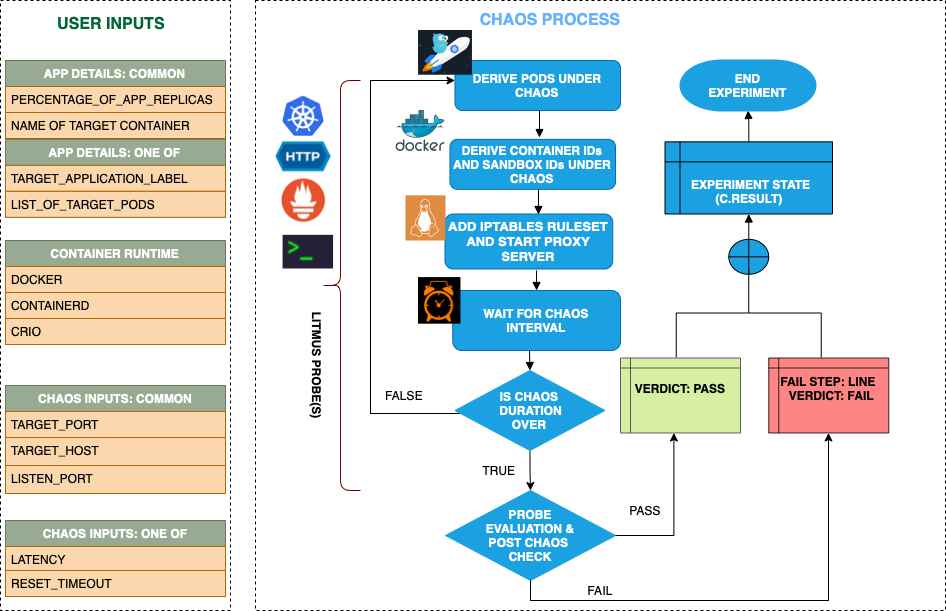 USER INPUTS
APP DETAILS: COMMON
PERCENTAGE_OF_APP_REPLICAS
NAME OF TARGET CONTAINER
APP DETAILS: ONE OF
TARGET_APPLICATION_LABEL
LIST_OF_TARGET_PODS
CONTAINER RUNTIME
DOCKER
CONTAINERD
CRIO
CHAOS INPUTS: COMMON
TARGET_PORT
TARGET_HOST
LISTEN_PORT
CHAOS INPUTS: ONE OF
LATENCY
RESET_TIMEOUT
CHAOS PROCESS
HTTP
>_
LITMUS PROBE(S)
DERIVE PODS UNDER
CHAOS
docker
DERIVE CONTAINER IDs
AND SANDBOX IDs UNDER
CHAOS
ADD IPTABLES RULESET
AND START PROXY
SERVER
WAIT FOR CHAOS
INTERVAL
IS CHAOS
DURATION
OVER
FALSE
TRUE
PROBE
EVALUATION &
POST CHAOS
CHECK
PASS
FAIL
VERDICT: PASS
FAIL STEP: LINE
VERDICT: FAIL
EXPERIMENT STATE
(C.RESULT)
END
EXPERIMENT